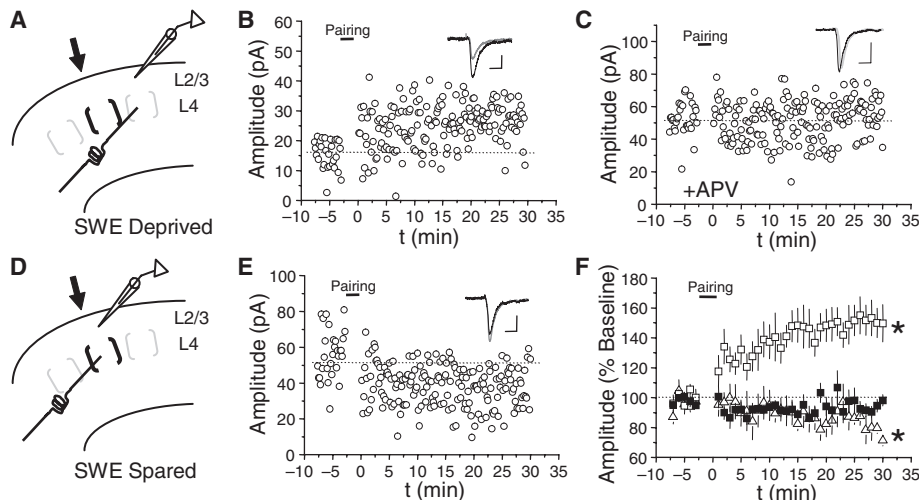 A
L2/3
L4
SWE Deprived
B
Pairing
Amplitude (pA)
60
50
40
30
20
10
0
−10 −5 0 5 10 15 20 25 30 35
t (min)
C
Pairing
Amplitude (pA)
100
80
60
40
20
0
+APV
−10 −5 0 5 10 15 20 25 30 35
t (min)
D
L2/3
L4
SWE Spared
E
Pairing
Amplitude (pA)
100
80
60
40
20
0
−10 −5 0 5 10 15 20 25 30 35
t (min)
F
Pairing
Amplitude (% Baseline)
180
160
140
120
100
80
60
*
*
−10 −5 0 5 10 15 20 25 30 35
t (min)